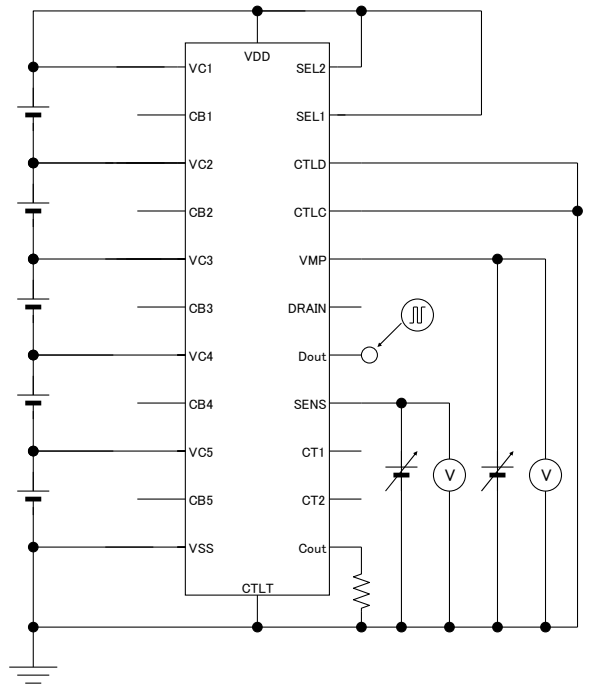 VDD
VC1
SEL2
CB1
SEL1
VC2
CTLD
CB2
CTLC
VC3
VMP
CB3
DRAIN
VC4
Dout
CB4
SENS
VC5
CT1
V
V
CB5
CT2
VSS
Cout
CTLT